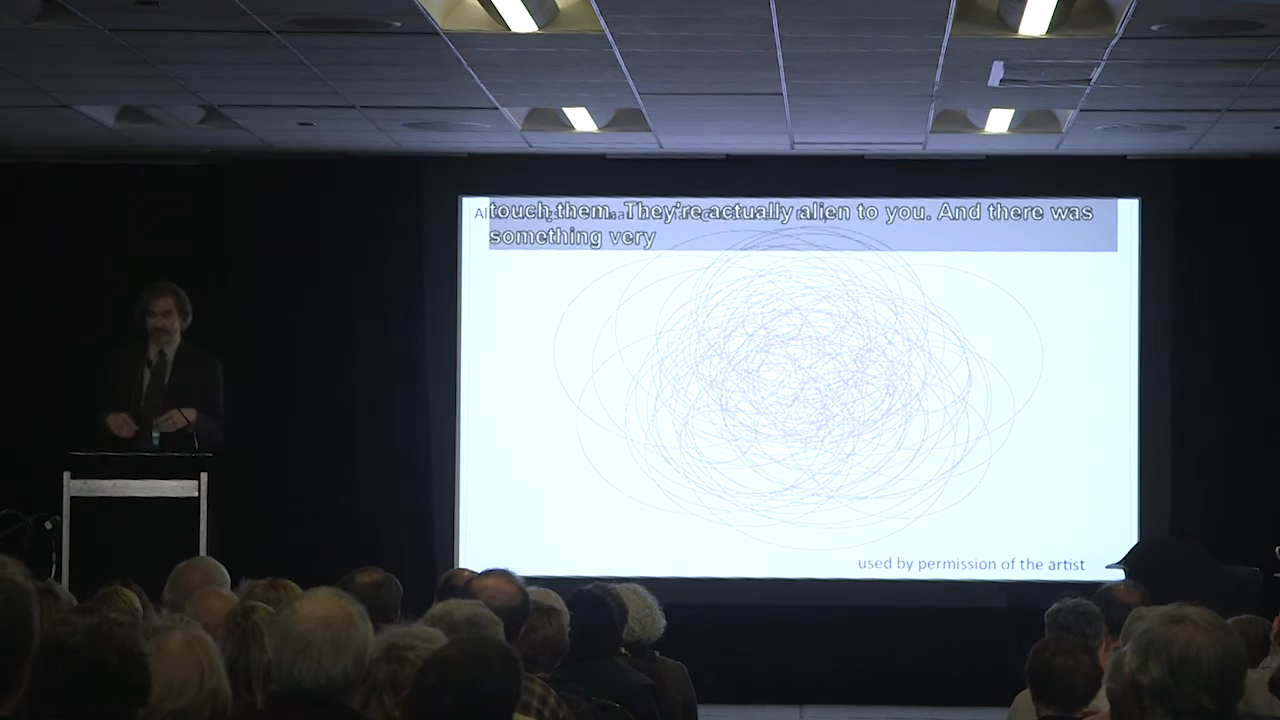 touch them. They're actually alien to you. And there was
something very
used by permission of the artist